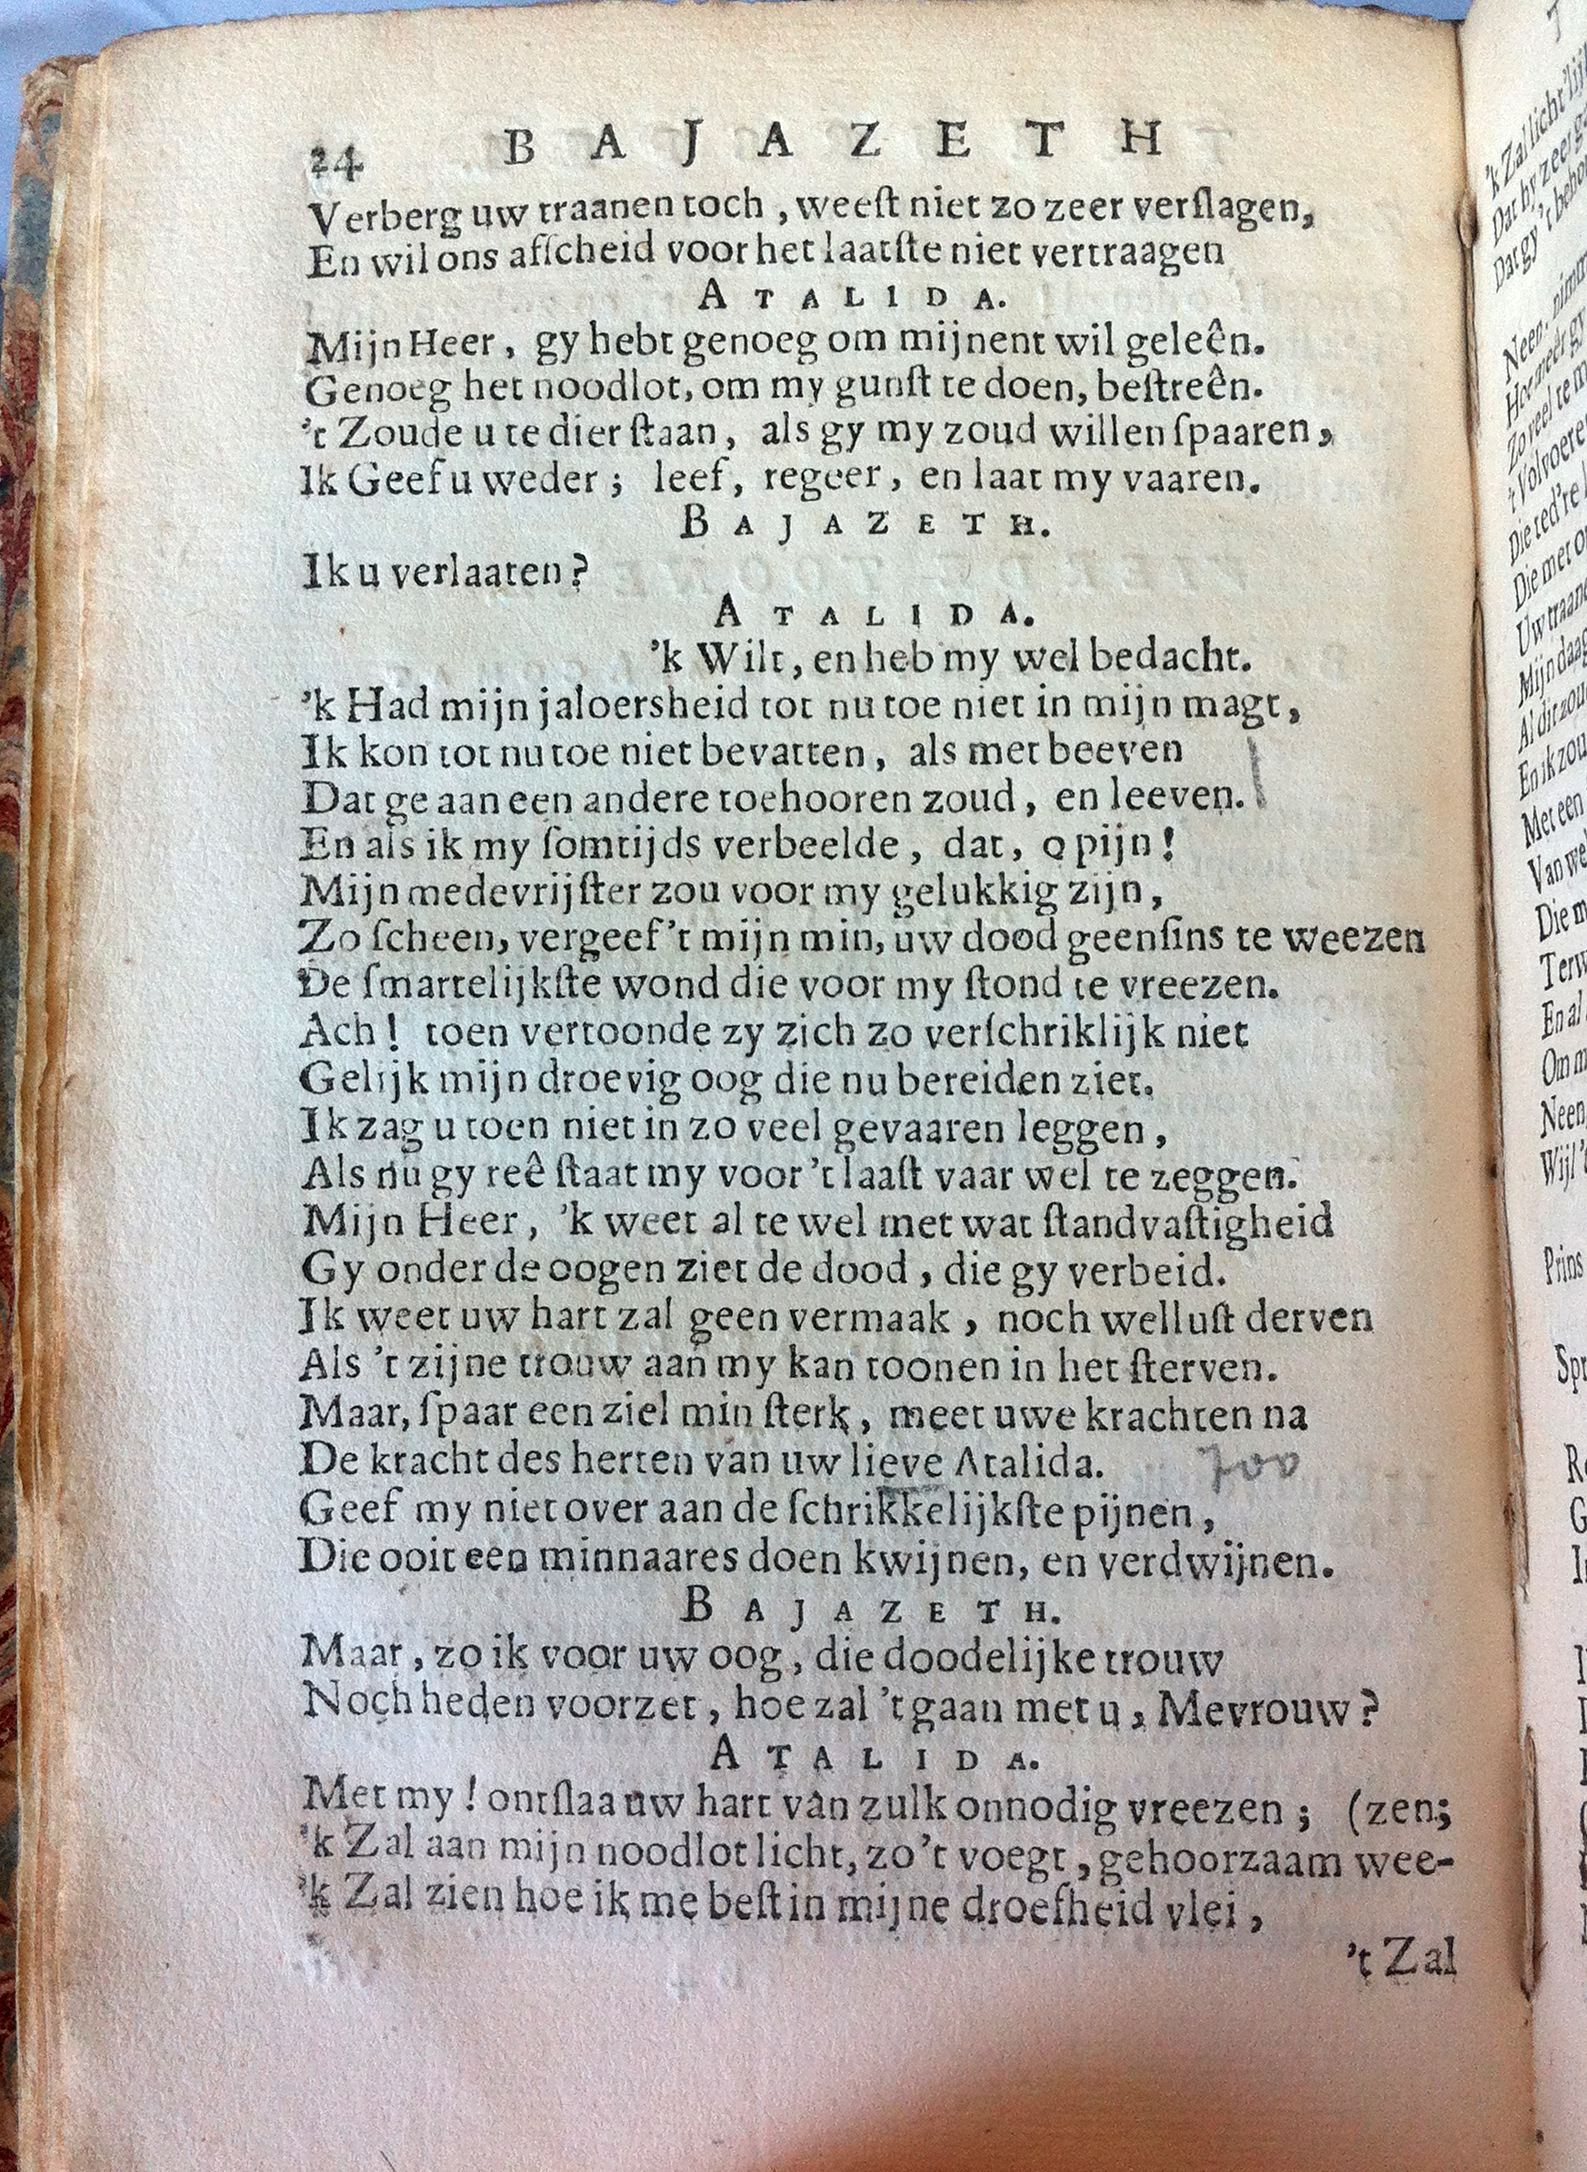 24 BAJAZETH
Verberg uw traanen toch, weeſt niet zo zeer verſlagen,
En wil ons afſcheid voor het laatſte niet vertraagen
ATALIDA.
Mijn Heer, gy hebt genoeg om mijnent wil geleên.
Genoeg het noodlot, om my gunſt te doen, beſtreên.
't Zoude u te dier ſtaan, als gy my zoud willen ſpaaren,
Ik Geef u weder; leef, regeer, en laat my vaaren.
BAJAZETH.
Ik u verlaaten?
ATALIDA.
'k Wilt, en heb my wel bedacht.
'k Had mijn jaloersheid tot nu toe niet in mijn magt,
Ik kon tot nu toe niet bevatten, als met beeven
Dat ge aan een andere toehooren zoud, en leeven.
En als ik my ſomtijds verbeelde, dat, o pijn!
Mijn medevrijſter zou voor my gelukkig zijn,
Zo ſcheen, vergeef 't mijn min, uw dood geenſins te weezen
De ſmartelijkſte wond die voor my ſtond te vreezen.
Ach! toen vertoonde zy zich zo verſchriklijk niet
Gelijk mijn droevig oog die nu bereiden ziet.
Ik zag u toen niet in zo veel gevaaren leggen,
Als nu gy reê ſtaat my voor 't laaſt vaar wel te zeggen.
Mijn Heer, 'k weet al te wel met wat ſtandvaſtigheid
Gy onder de oogen ziet de dood, die gy verbeid.
Ik weet uw hart zal geen vermaak, noch welluſt derven
Als 't zijne trouw aan my kan toonen in het ſterven.
Maar, ſpaar een ziel min ſterk, meet uwe krachten na
De kracht des herten van uw lieve Atalida. 700
Geef my niet over aan de ſchrikkelijkſte pijnen,
Die ooit een minnaares doen kwijnen, en verdwijnen.
BAJAZETH.
Maar, zo ik voor uw oog, die doodelijke trouw
Noch heden voorzet, hoe zal 't gaan met u, Mevrouw?
ATALIDA.
Met my! ontſlaa uw hart van zulk onnodig vreezen; (zen;
'k Zal aan mijn noodlot licht, zo 't voegt, gehoorzaam wee-
'k Zal zien hoe ik me beſt in mijne droefheid vlei,
't Zal